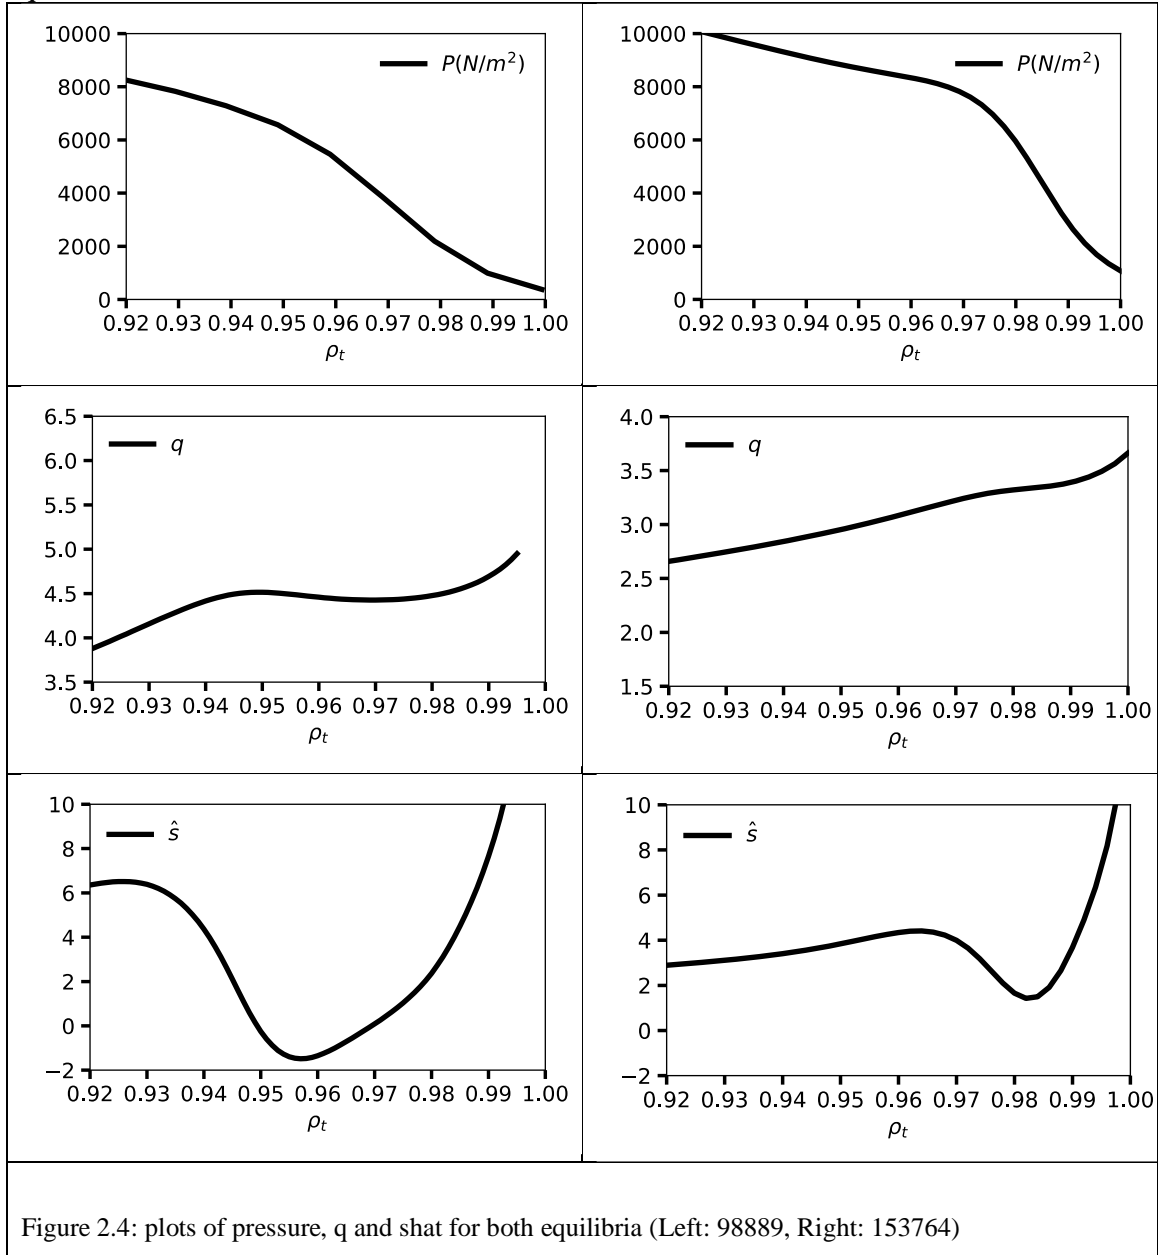 10000
8000
6000
4000
2000
0
P(N/m²)
0.92 0.93 0.94 0.95 0.96 0.97 0.98 0.99 1.00
ρt
10000
8000
6000
4000
2000
0
P(N/m²)
0.92 0.93 0.94 0.95 0.96 0.97 0.98 0.99 1.00
ρt
6.5
6.0
5.5
5.0
4.5
4.0
3.5
q
0.92 0.93 0.94 0.95 0.96 0.97 0.98 0.99 1.00
ρt
4.0
3.5
3.0
2.5
2.0
1.5
q
0.92 0.93 0.94 0.95 0.96 0.97 0.98 0.99 1.00
ρt
10
8
6
4
2
0
−2
ŝ
0.92 0.93 0.94 0.95 0.96 0.97 0.98 0.99 1.00
ρt
10
8
6
4
2
0
−2
ŝ
0.92 0.93 0.94 0.95 0.96 0.97 0.98 0.99 1.00
ρt
Figure 2.4: plots of pressure, q and shat for both equilibria (Left: 98889, Right: 153764)